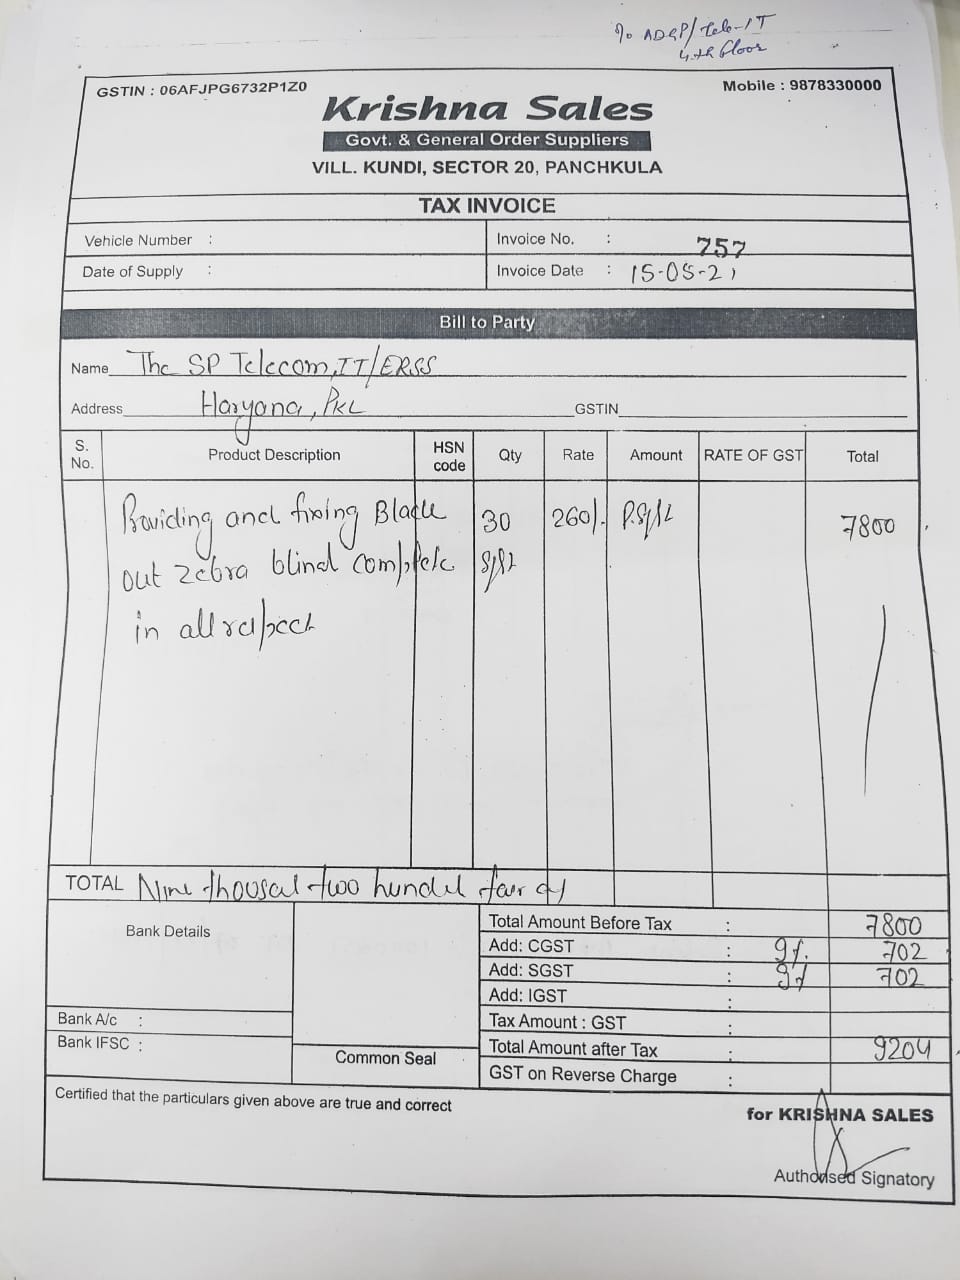 % ADGP/Tele-IT
4th floor
GSTIN : 06AFJPG6732P1Z0
Mobile : 9878330000
Krishna Sales
Govt. & General Order Suppliers
VILL. KUNDI, SECTOR 20, PANCHKULA
TAX INVOICE
Vehicle Number :
Invoice No. : 757
Date of Supply :
Invoice Date : 15-05-21
Bill to Party
Name The SP Telecom, IT/ERSS
Address Haryana, PKL GSTIN
S. No. Product Description HSN code Qty Rate Amount RATE OF GST Total
Providing and fixing Black 30 260/. P.Sqft 7800
out zebra blind complete Sqft
in all respect
TOTAL Nine thousand two hundred four only
Bank Details
Total Amount Before Tax : 7800
Add: CGST : 9% 702
Add: SGST : 9% 702
Add: IGST :
Bank A/c :
Tax Amount : GST :
Bank IFSC :
Common Seal
Total Amount after Tax : 9204
GST on Reverse Charge :
Certified that the particulars given above are true and correct
for KRISHNA SALES
Authorised Signatory